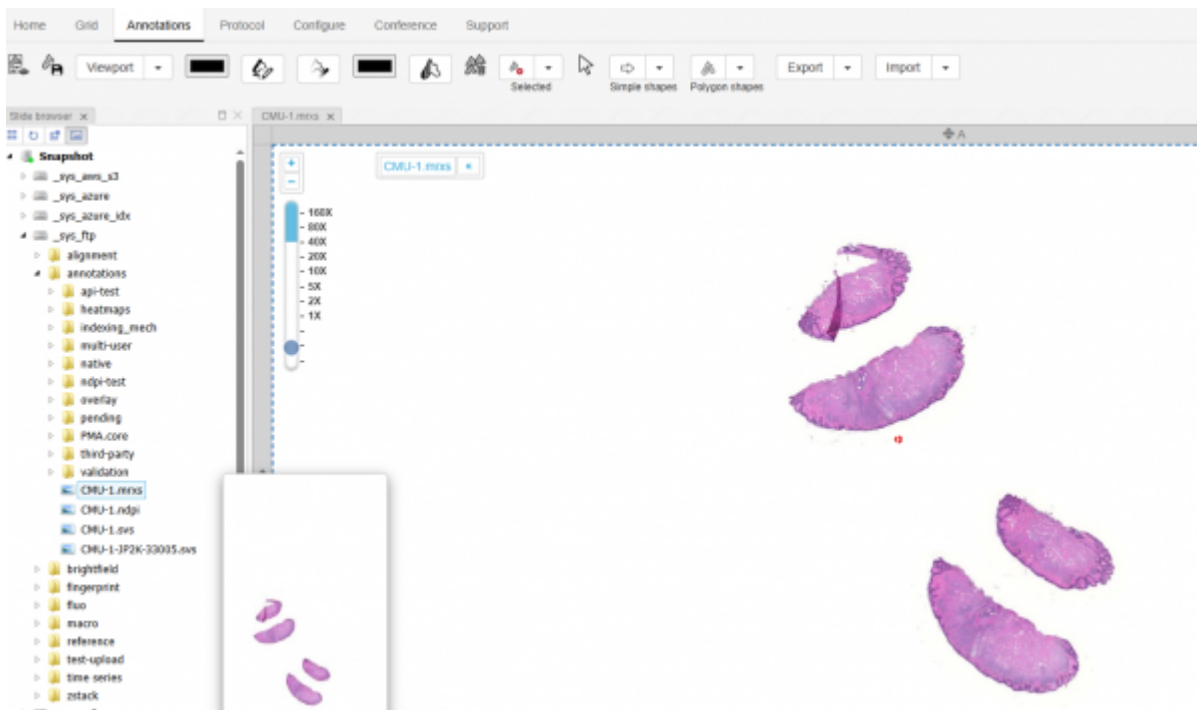 Home Grid Annotations Protocol Configure Conference Support
Viewport Export Import
Selected Simple shapes Polygon shapes
Slide browser CMU-1.mrxs
A
Snapshot
CMU-1.mrxs «
_sys_aws_s3
_sys_azure
_sys_azure_idx
_sys_ftp
alignment
annotations
api-test
heatmaps
indexing_mech
multi-user
native
ndpi-test
overlay
pending
PMA.core
third-party
validation
CMU-1.mrxs
CMU-1.ndpi
CMU-1.svs
CMU-1-JP2K-33005.svs
brightfield
fingerprint
fluo
macro
reference
test-upload
time series
zstack
+
−
160X
80X
40X
20X
10X
5X
2X
1X